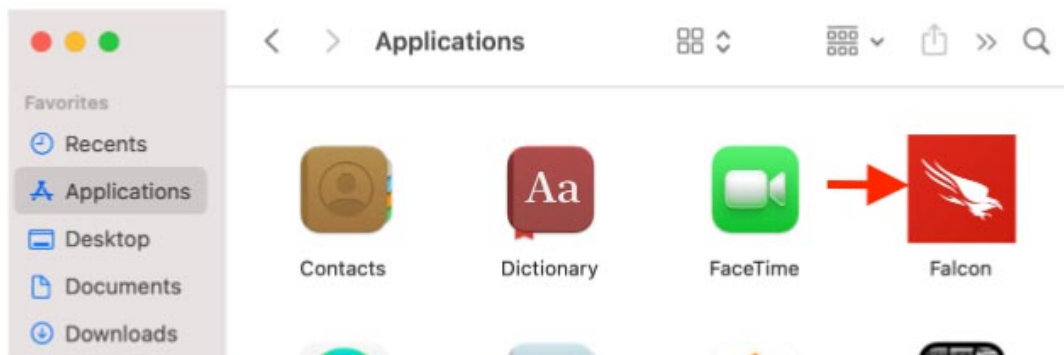 Applications
Favorites
Recents
Applications
Desktop
Documents
Downloads
Aa
Contacts
Dictionary
FaceTime
Falcon